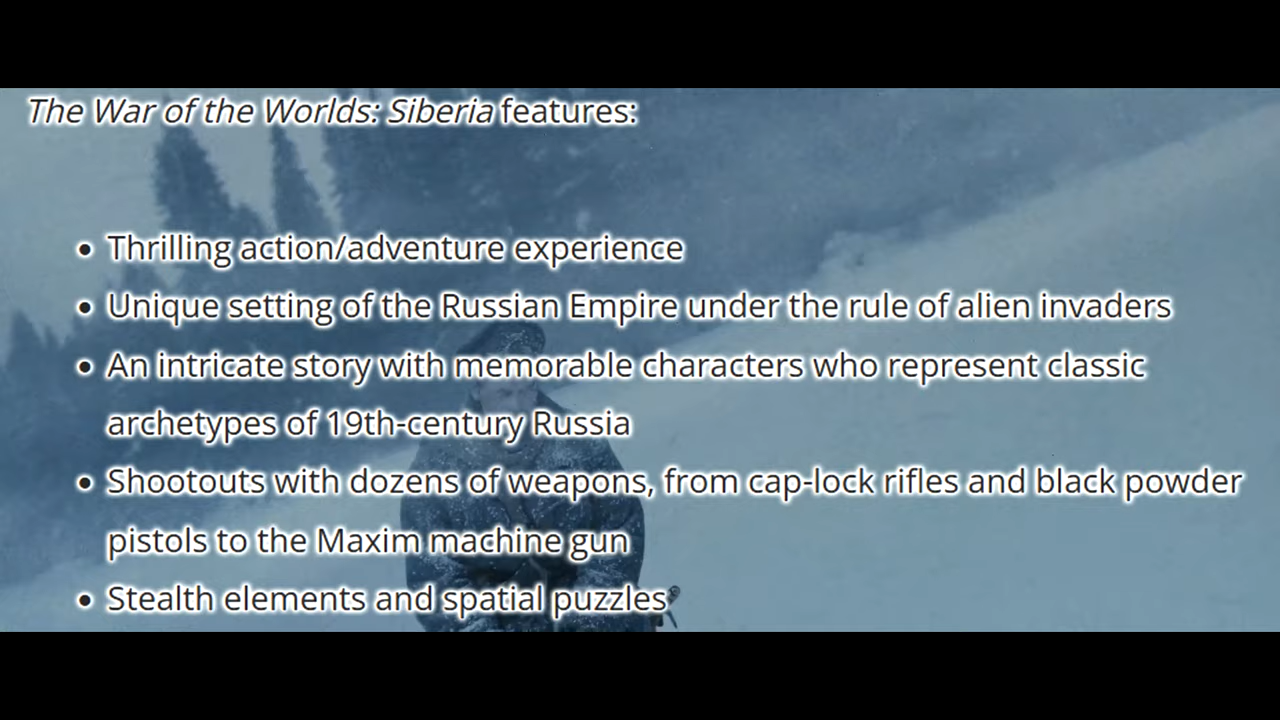 The War of the Worlds: Siberia features:
• Thrilling action/adventure experience
• Unique setting of the Russian Empire under the rule of alien invaders
• An intricate story with memorable characters who represent classic
archetypes of 19th-century Russia
• Shootouts with dozens of weapons, from cap-lock rifles and black powder
pistols to the Maxim machine gun
• Stealth elements and spatial puzzles